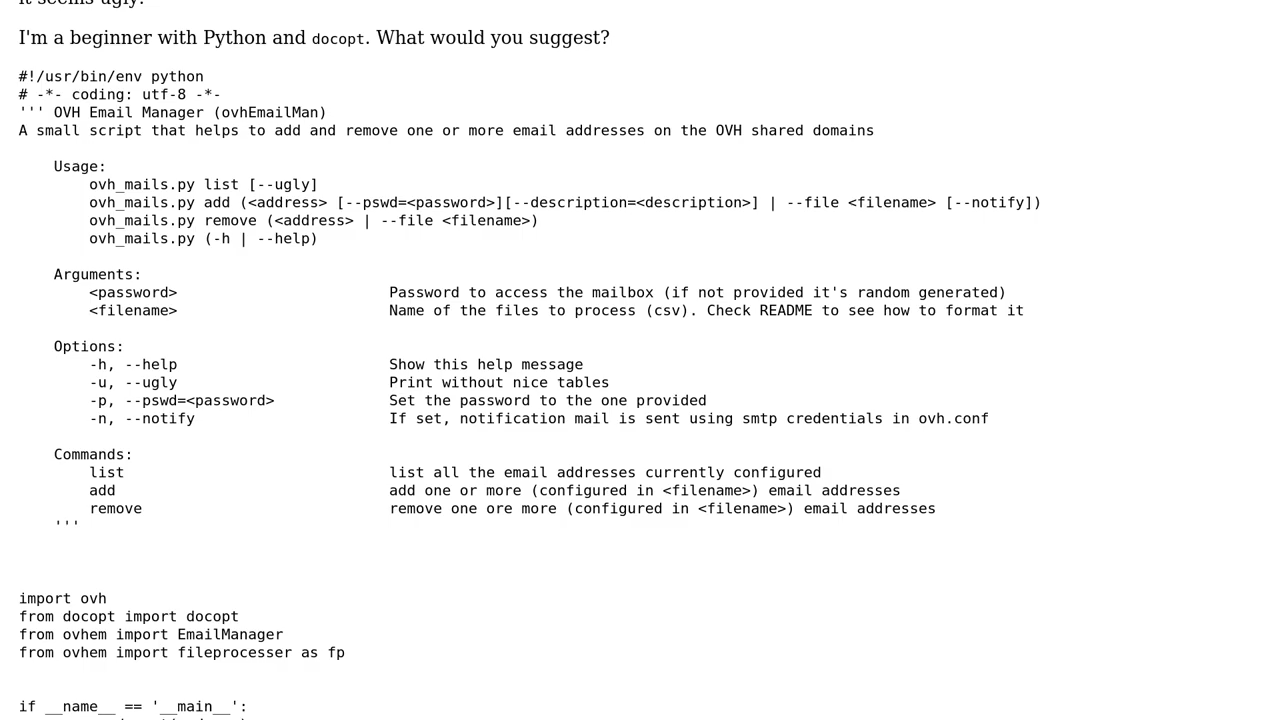 it seems ugly.
I'm a beginner with Python and docopt. What would you suggest?
#!/usr/bin/env python
# -*- coding: utf-8 -*-
''' OVH Email Manager (ovhEmailMan)
A small script that helps to add and remove one or more email addresses on the OVH shared domains
Usage:
ovh_mails.py list [--ugly]
ovh_mails.py add (<address> [--pswd=<password>][--description=<description>] | --file <filename> [--notify])
ovh_mails.py remove (<address> | --file <filename>)
ovh_mails.py (-h | --help)
Arguments:
<password> Password to access the mailbox (if not provided it's random generated)
<filename> Name of the files to process (csv). Check README to see how to format it
Options:
-h, --help Show this help message
-u, --ugly Print without nice tables
-p, --pswd=<password> Set the password to the one provided
-n, --notify If set, notification mail is sent using smtp credentials in ovh.conf
Commands:
list list all the email addresses currently configured
add add one or more (configured in <filename>) email addresses
remove remove one ore more (configured in <filename>) email addresses
'''
import ovh
from docopt import docopt
from ovhem import EmailManager
from ovhem import fileprocesser as fp
if __name__ == '__main__':